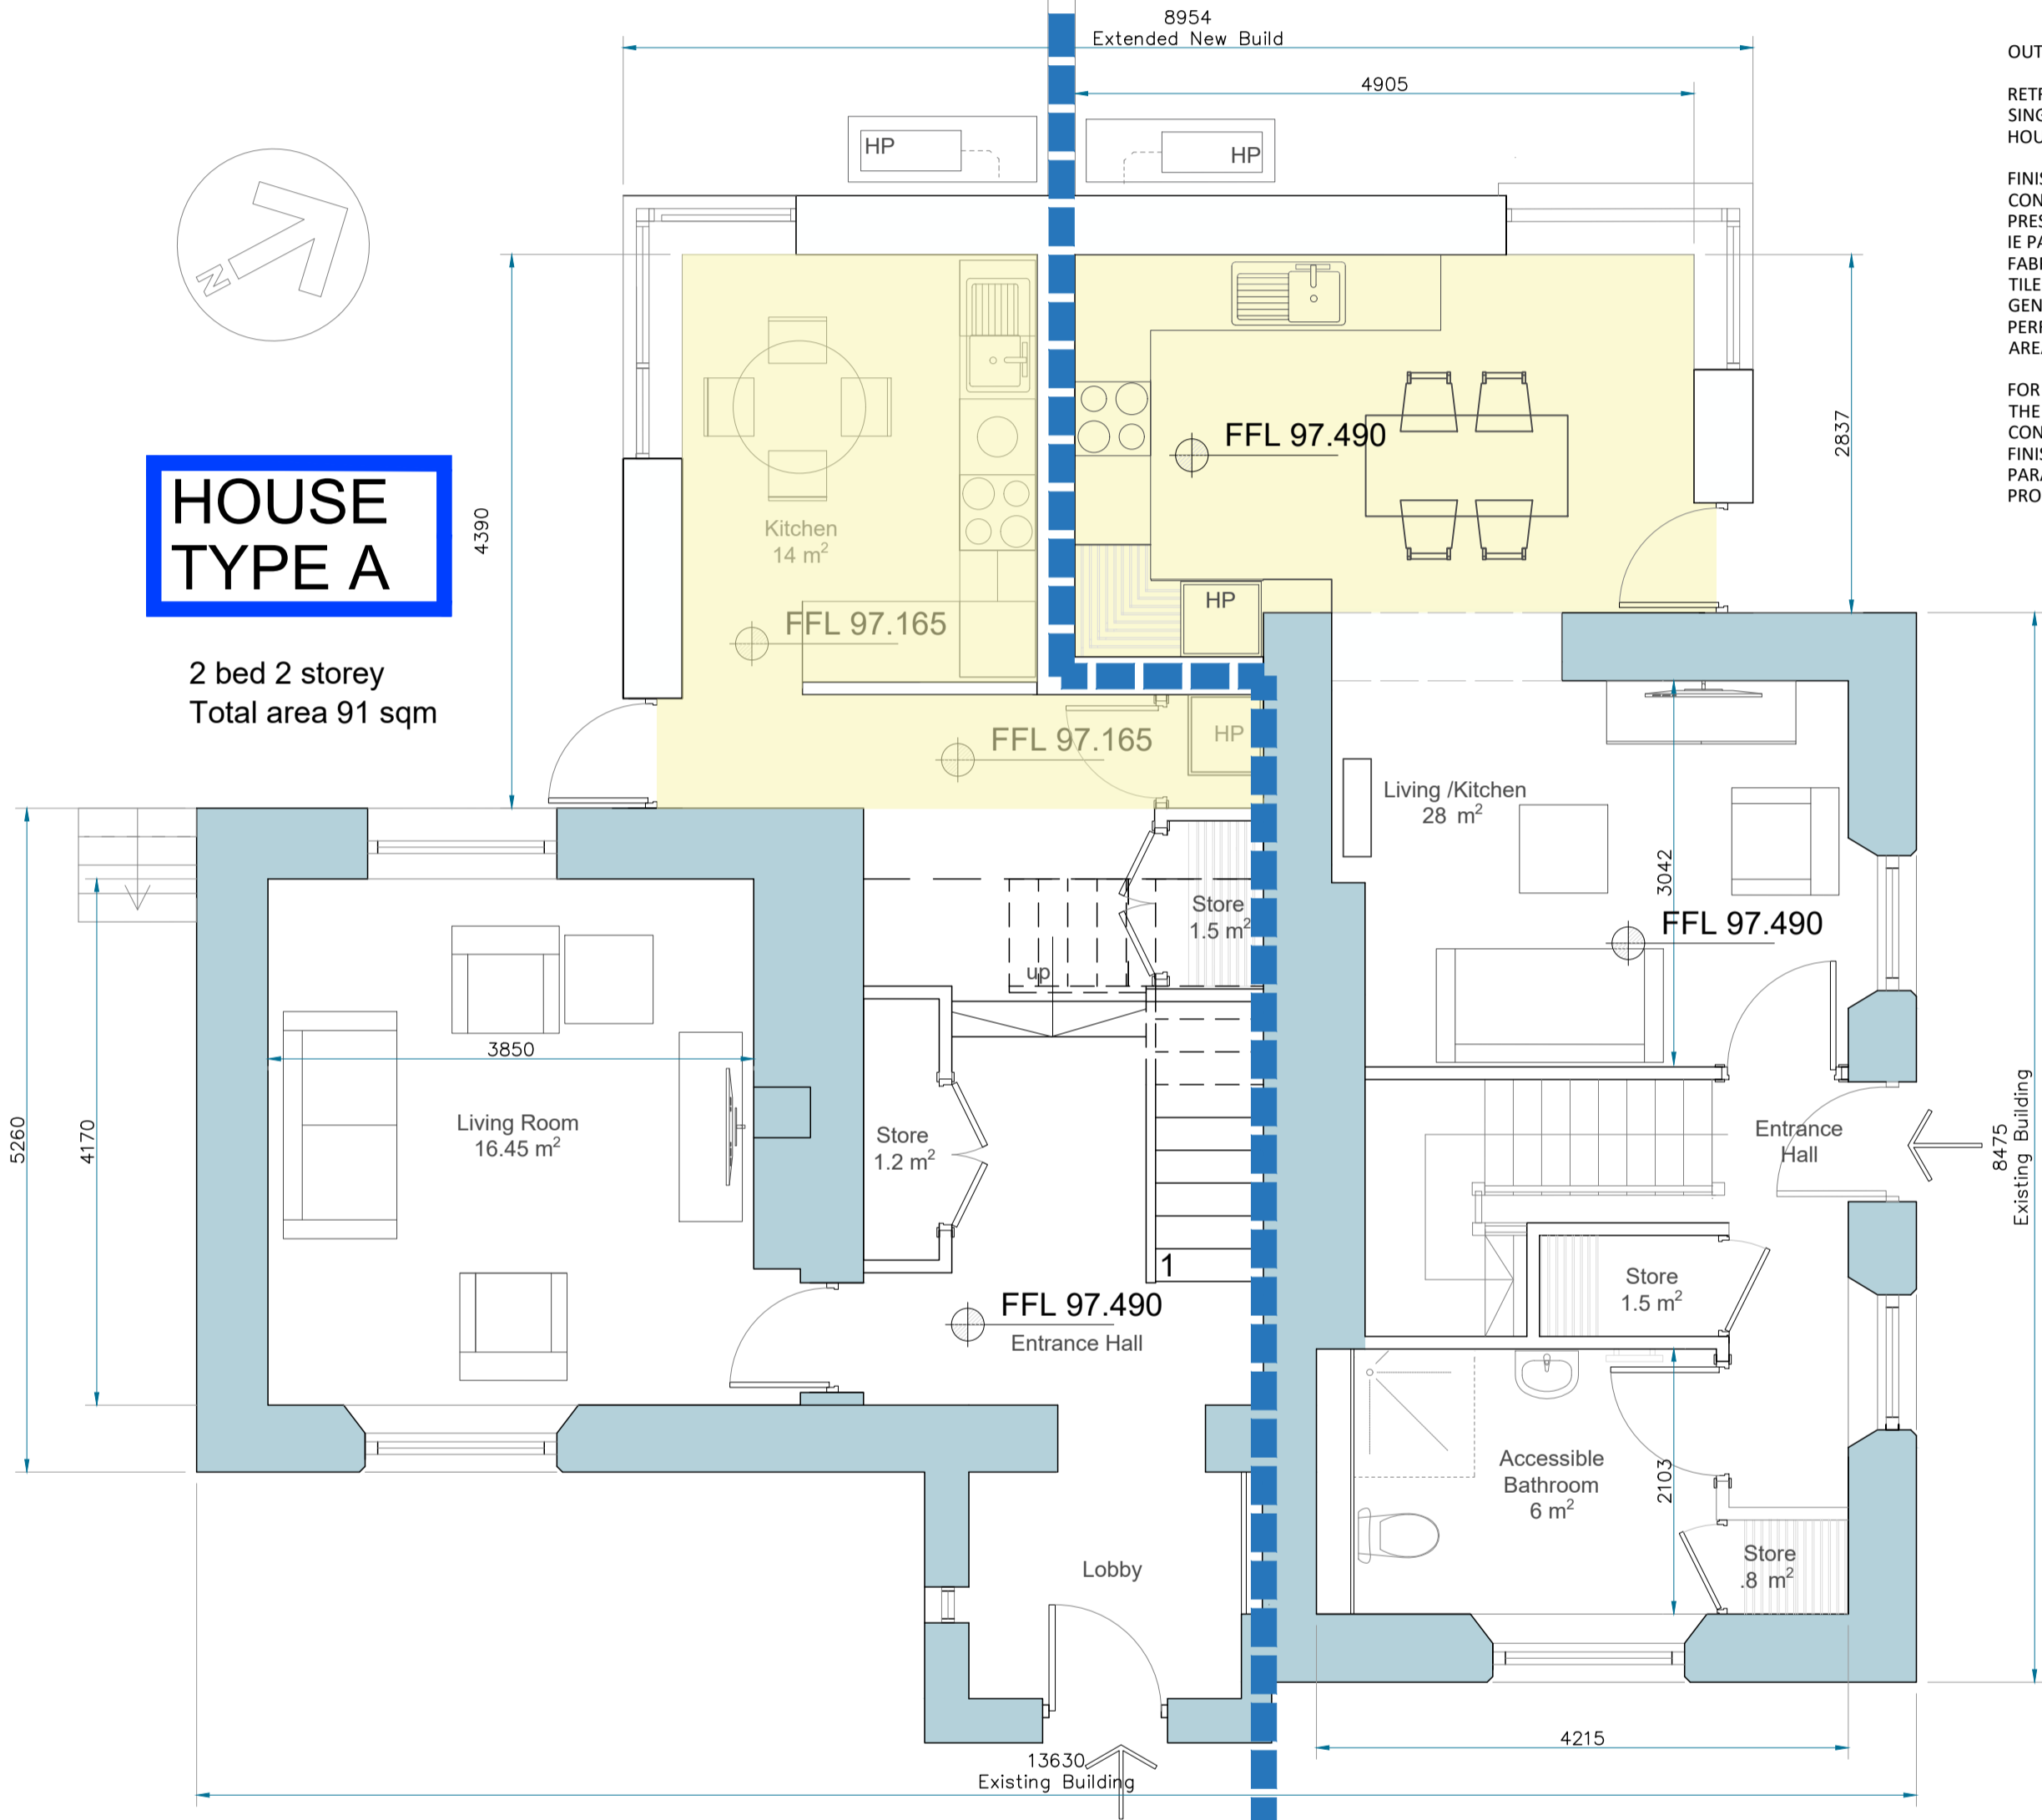 8954
Extended New Build
4905
HP
HP
N
HOUSE
TYPE A
2 bed 2 storey
Total area 91 sqm
4390
Kitchen
14 m²
FFL 97.165
FFL 97.165
HP
FFL 97.490
HP
2837
Living /Kitchen
28 m²
3042
FFL 97.490
Store
1.5 m²
up
3850
Living Room
16.45 m²
5260
4170
Store
1.2 m²
1
FFL 97.490
Entrance Hall
Entrance
Hall
8475
Existing Building
Store
1.5 m²
Accessible
Bathroom
6 m²
2103
Store
.8 m²
Lobby
4215
13630
Existing Building
OUT
RETR
SING
HOU
FINIS
CON
PRES
IE PA
FABR
TILE
GEN
PERF
AREA
FOR
THE
CON
FINIS
PARA
PRO